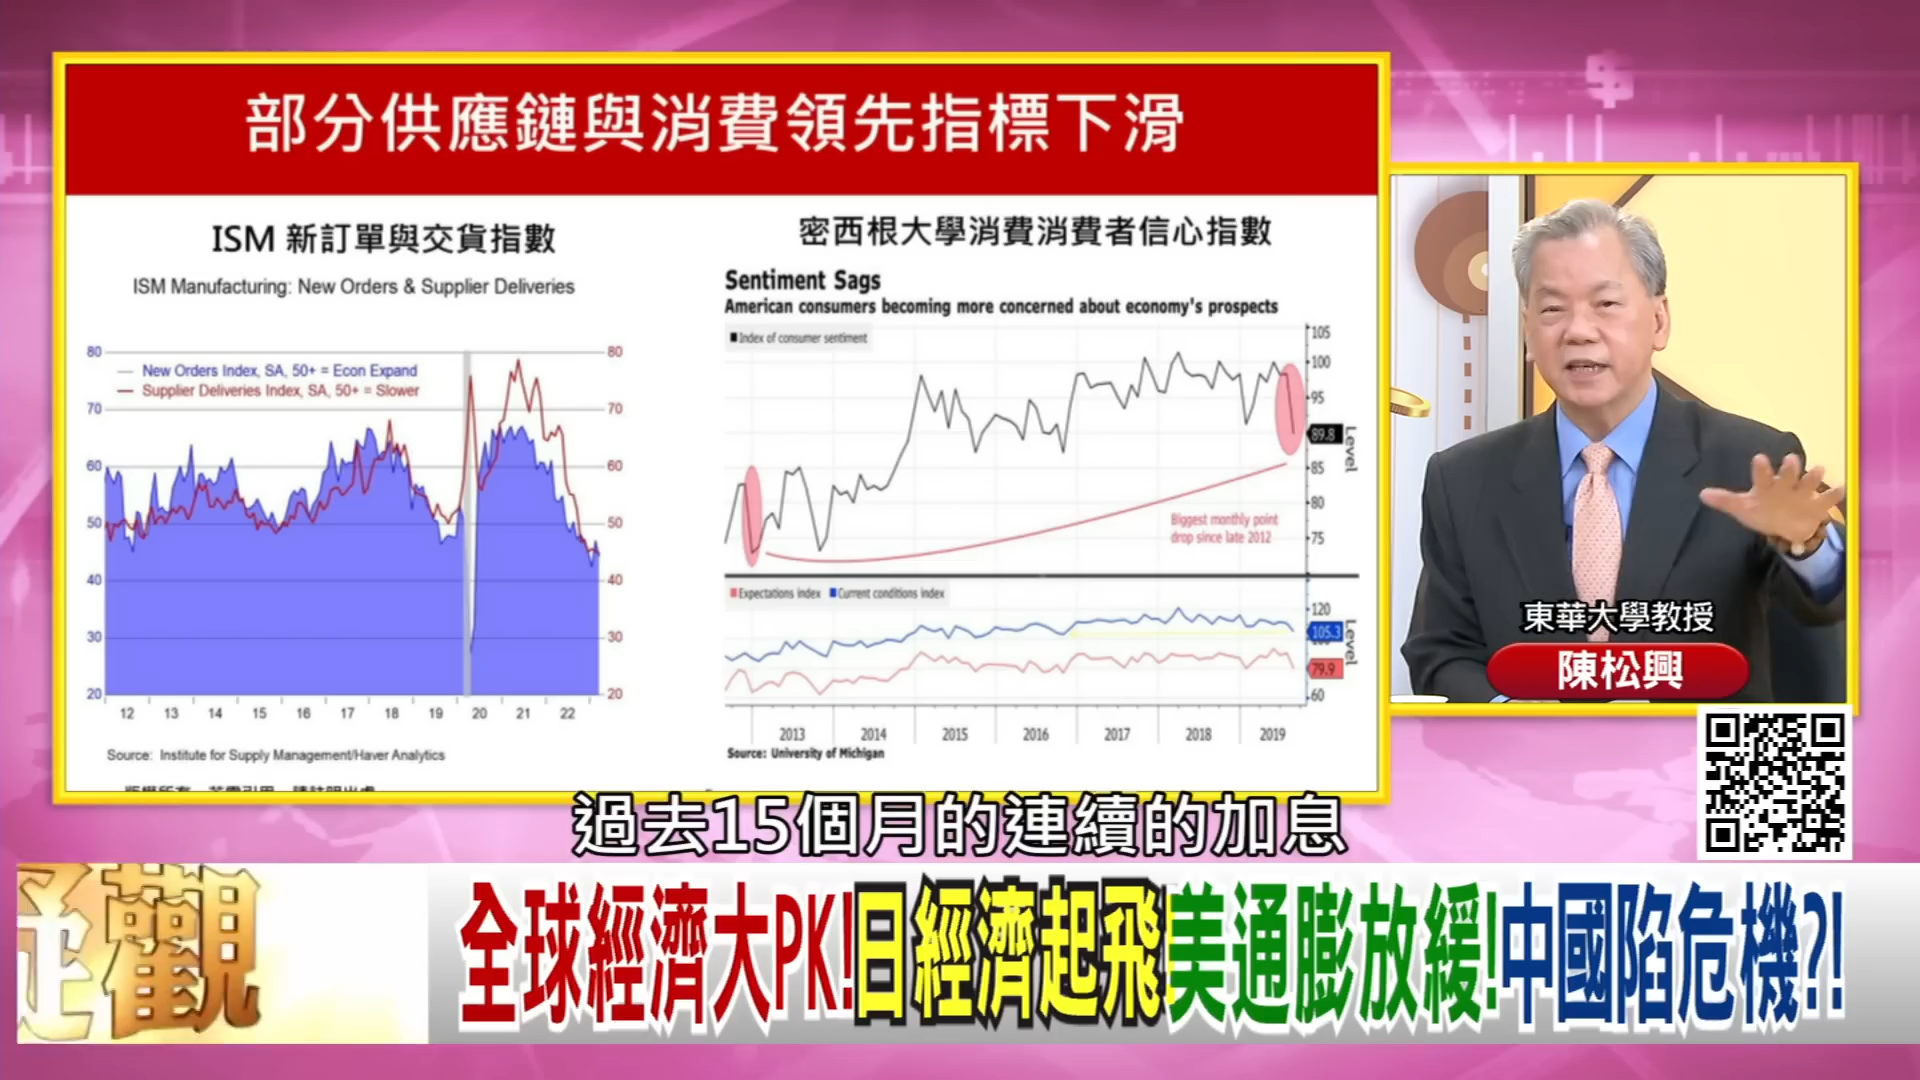 部分供應鏈與消費領先指標下滑
ISM 新訂單與交貨指數
ISM Manufacturing: New Orders & Supplier Deliveries
80
80
New Orders Index, SA, 50+ = Econ Expand
Supplier Deliveries Index, SA, 50+ = Slower
70
70
60
60
50
50
40
40
30
30
20
20
12 13 14 15 16 17 18 19 20 21 22
Source: Institute for Supply Management/Haver Analytics
密西根大學消費消費者信心指數
Sentiment Sags
American consumers becoming more concerned about economy's prospects
Index of consumer sentiment
105
100
95
89.8
Level
85
80
75
Biggest monthly point
drop since late 2012
Expectations index Current conditions index
120
105.3
Level
79.9
60
2013 2014 2015 2016 2017 2018 2019
Source: University of Michigan
東華大學教授
陳松興
過去15個月的連續的加息
觀
全球經濟大PK!日經濟起飛!美通膨放緩!中國陷危機?!